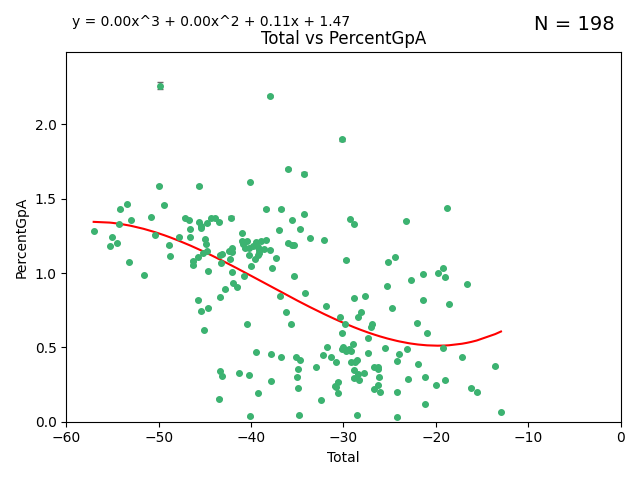 y = 0.00x^3 + 0.00x^2 + 0.11x + 1.47
N = 198
Total vs PercentGpA
PercentGpA
2.0
1.5
1.0
0.5
0.0
−60
−50
−40
−30
−20
−10
0
Total